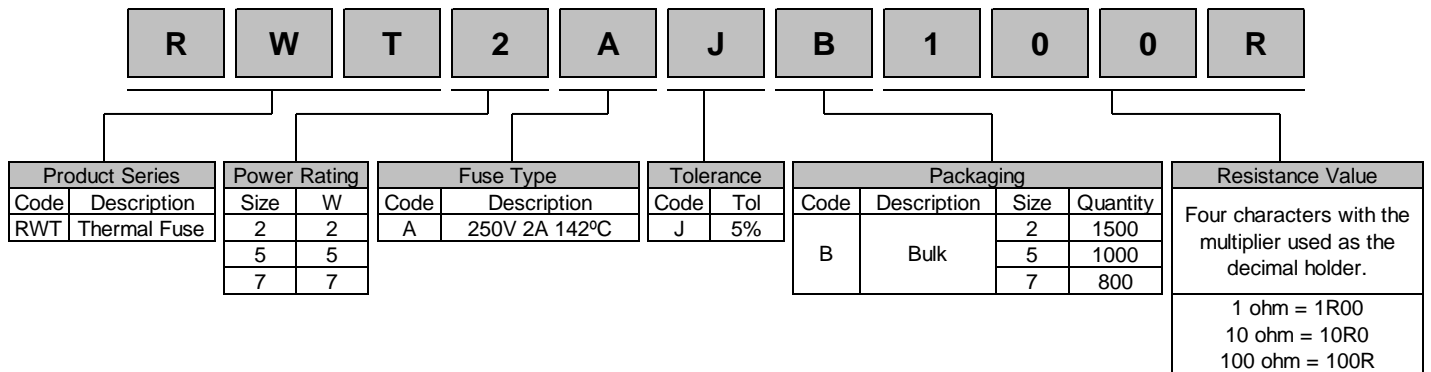 R W T 2 A J B 1 0 0 R
Product Series
Code Description
RWT Thermal Fuse
Power Rating
Size W
2 2
5 5
7 7
Fuse Type
Code Description
A 250V 2A 142ºC
Tolerance
Code Tol
J 5%
Packaging
Code Description Size Quantity
B Bulk 2 1500
5 1000
7 800
Resistance Value
Four characters with the
multiplier used as the
decimal holder.
1 ohm = 1R00
10 ohm = 10R0
100 ohm = 100R